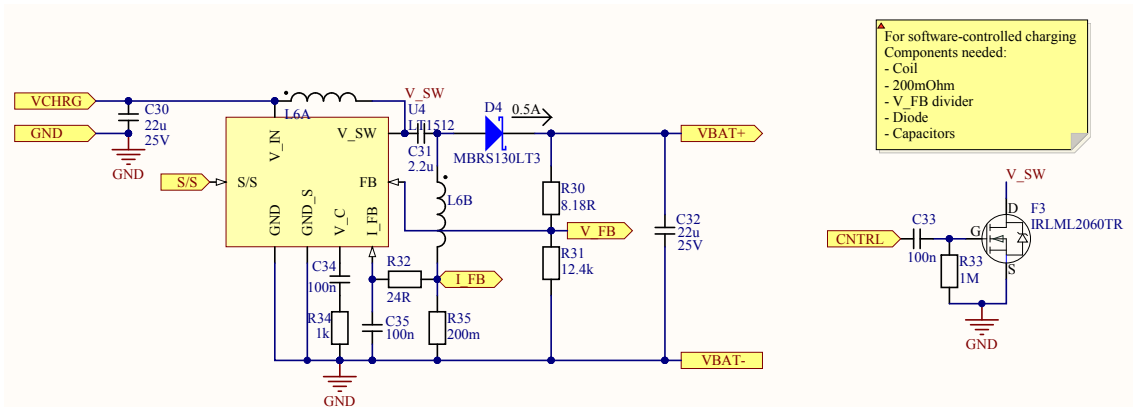 For software-controlled charging
Components needed:
- Coil
- 200mOhm
- V_FB divider
- Diode
- Capacitors
VCHRG
C30
22u
25V
GND
GND
L6A
V_SW
U4
LT1512
V_IN
V_SW
C31
2.2u
D4
0.5A
MBRS130LT3
VBAT+
S/S
S/S
FB
GND
GND_S
V_C
I_FB
L6B
R30
8.18R
V_FB
R31
12.4k
C32
22u
25V
C34
100n
R32
24R
I_FB
R34
1k
C35
100n
R35
200m
VBAT-
GND
V_SW
D
F3
IRLML2060TR
G
S
CNTRL
C33
100n
R33
1M
GND